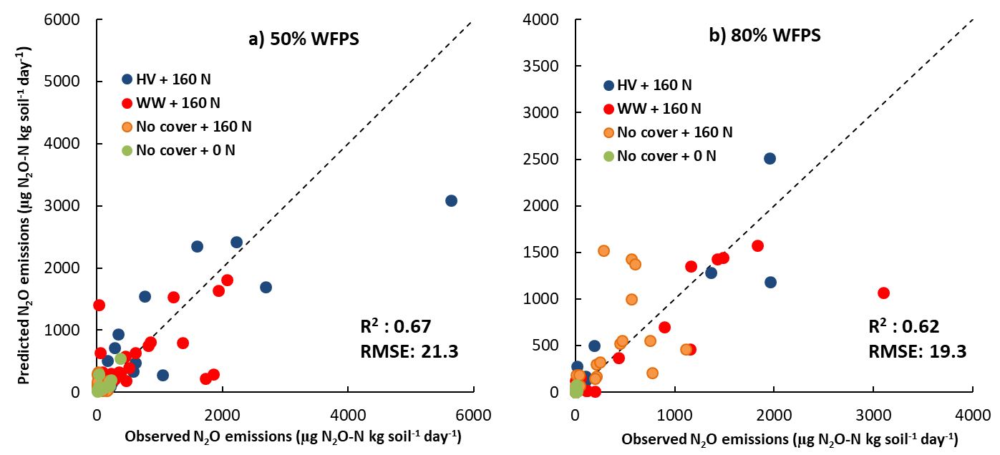 a) 50% WFPS
Predicted N₂O emissions (µg N₂O-N kg soil⁻¹ day⁻¹)
6000
5000
4000
3000
2000
1000
0
HV + 160 N
WW + 160 N
No cover + 160 N
No cover + 0 N
R² : 0.67
RMSE: 21.3
0 2000 4000 6000
Observed N₂O emissions (µg N₂O-N kg soil⁻¹ day⁻¹)
b) 80% WFPS
4000
3500
3000
2500
2000
1500
1000
500
0
HV + 160 N
WW + 160 N
No cover + 160 N
No cover + 0 N
R² : 0.62
RMSE: 19.3
0 1000 2000 3000 4000
Observed N₂O emissions (µg N₂O-N kg soil⁻¹ day⁻¹)